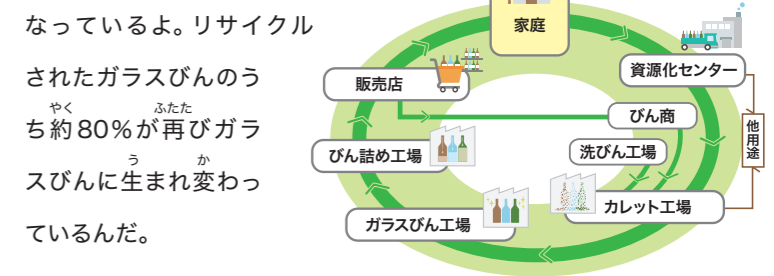 なっているよ。リサイクル
されたガラスびんのう
ち約80%が再びガラ
スびんに生まれ変わっ
ているんだ。
やく
ふたた
う
か
家庭
資源化センター
販売店
びん商
他用途
洗びん工場
びん詰め工場
カレット工場
ガラスびん工場